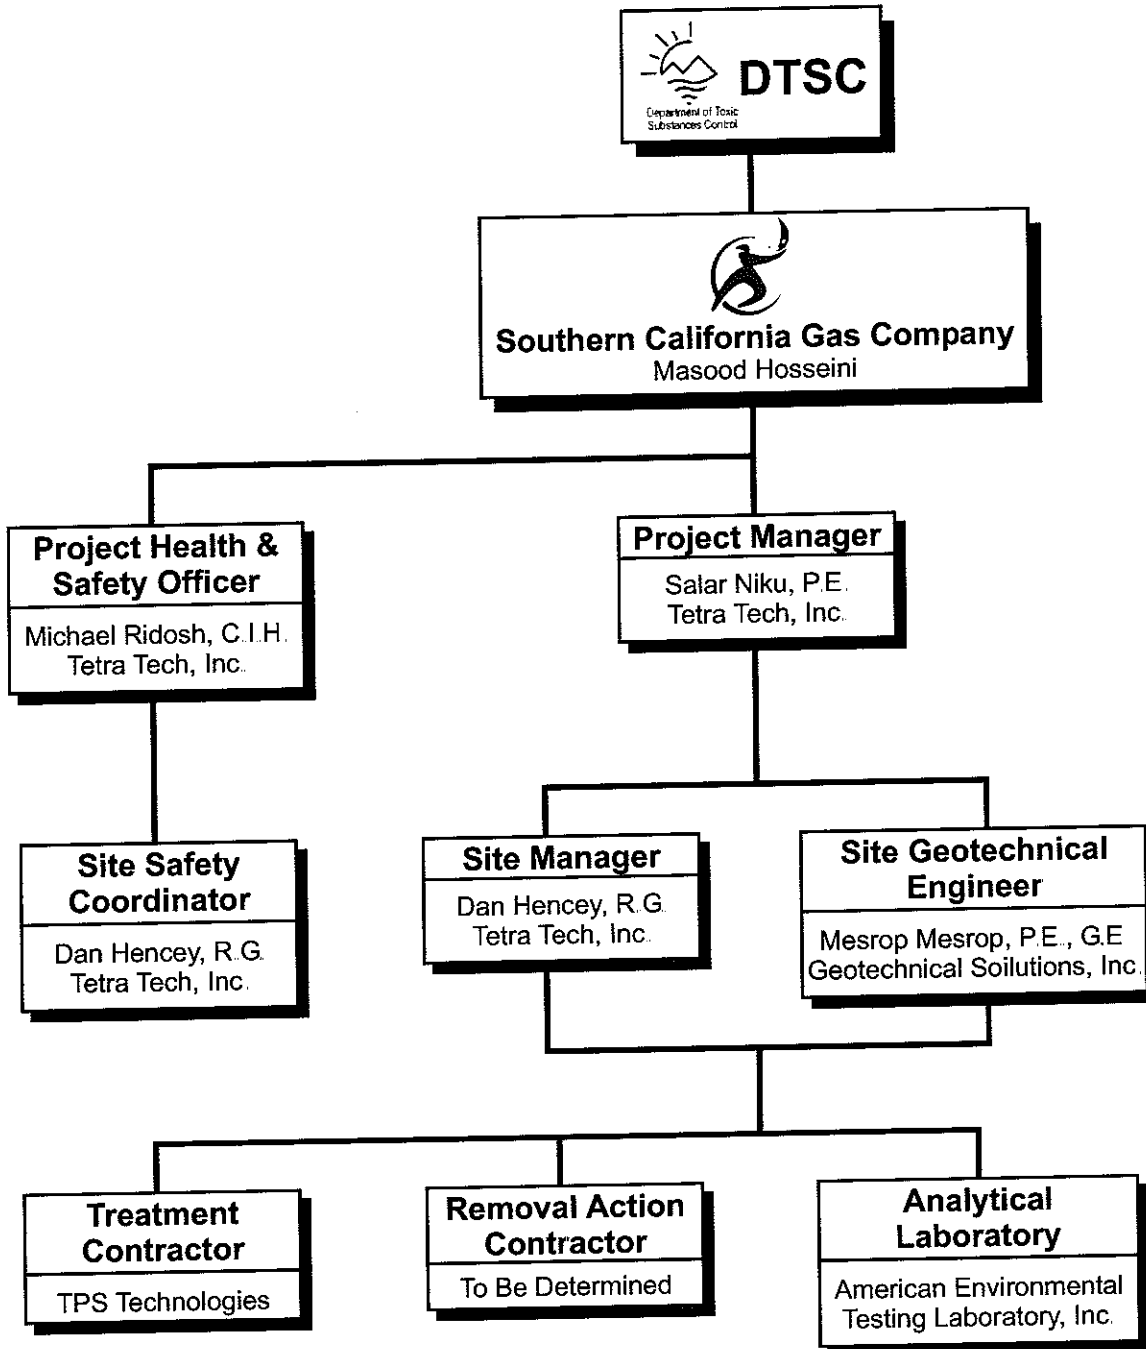 DTSC
Department of Toxic
Substances Control
Southern California Gas Company
Masood Hosseini
Project Health &
Safety Officer
Michael Ridosh, C.I.H.
Tetra Tech, Inc.
Project Manager
Salar Niku, P.E.
Tetra Tech, Inc.
Site Safety
Coordinator
Dan Hencey, R.G.
Tetra Tech, Inc.
Site Manager
Dan Hencey, R.G.
Tetra Tech, Inc.
Site Geotechnical
Engineer
Mesrop Mesrop, P.E., G.E
Geotechnical Soilutions, Inc.
Treatment
Contractor
TPS Technologies
Removal Action
Contractor
To Be Determined
Analytical
Laboratory
American Environmental
Testing Laboratory, Inc.